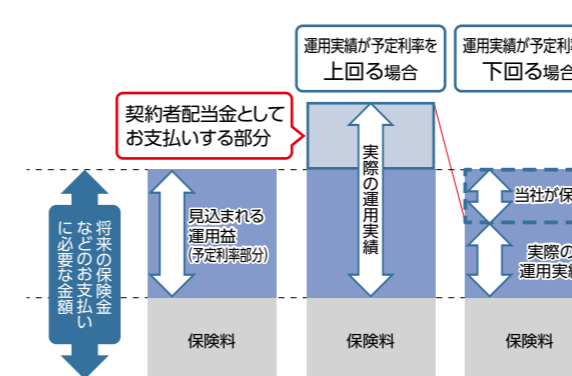 運用実績が予定利率を
上回る場合
運用実績が予定利
下回る場合
契約者配当金として
お支払いする部分
将来の保険金
などのお支払い
に必要な金額
見込まれる
運用益
(予定利率部分)
実際の運用実績
当社が保
実際の
運用実
保険料
保険料
保険料